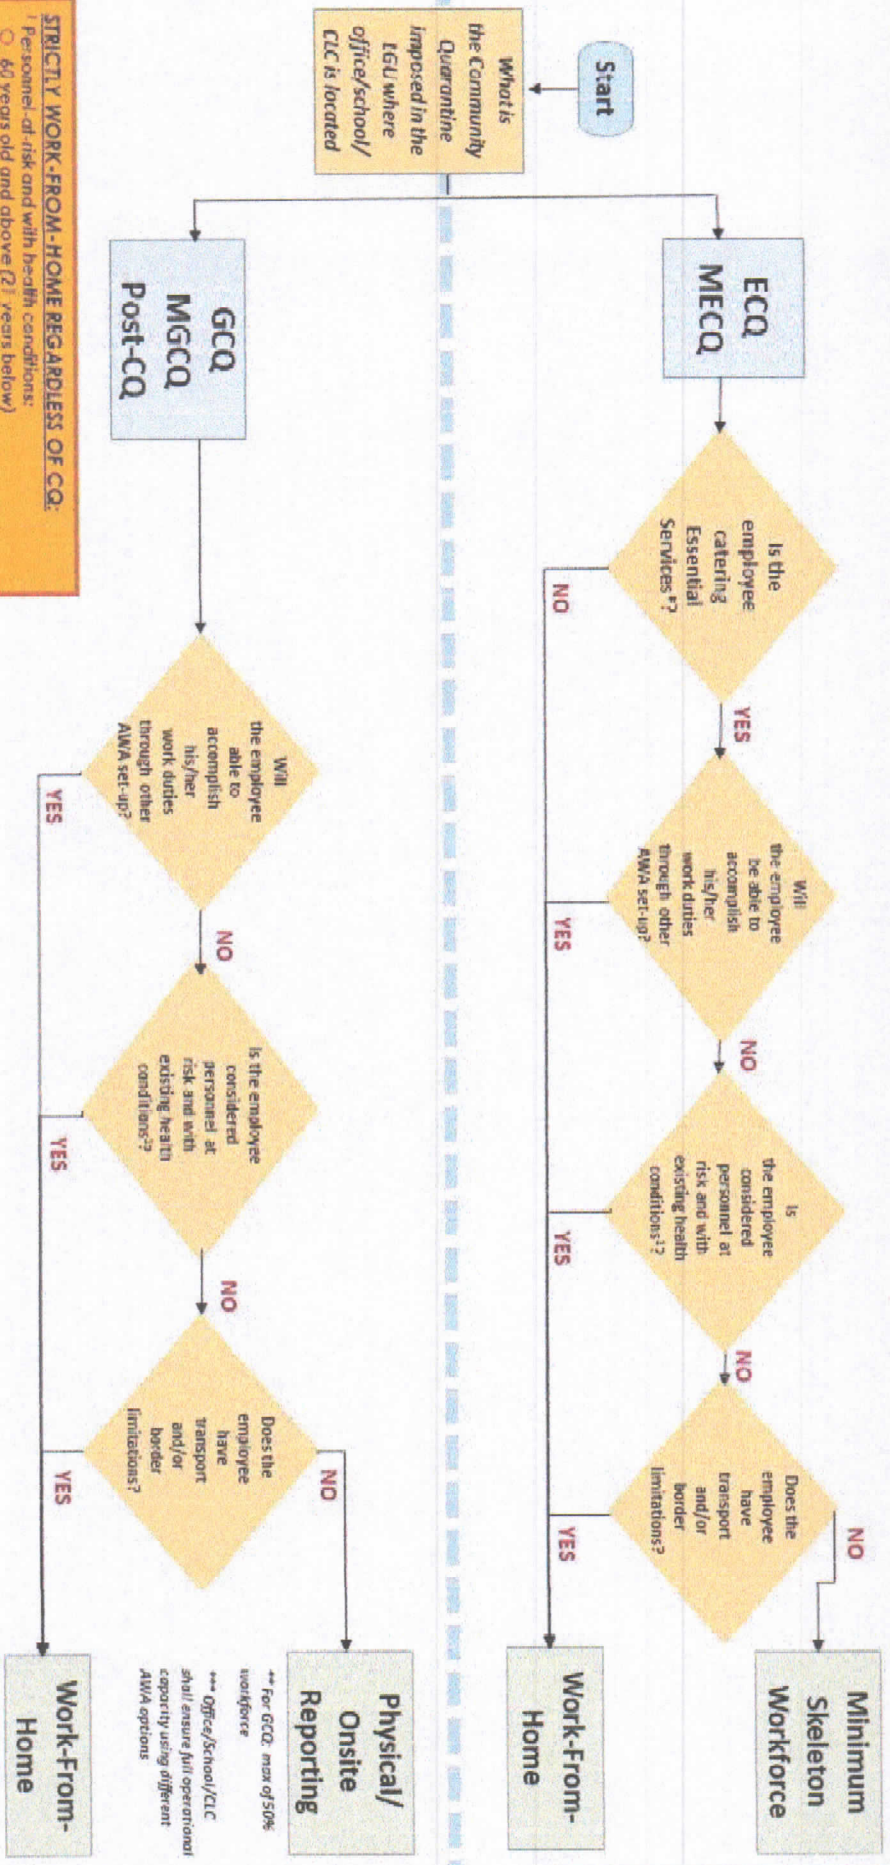 Start
What is
the Community
Quarantine
imposed in the
LGU where
office/school/
CLC is located
ECQ
MECQ
Is the
employee
catering
Essential
Services*?
NO
YES
Will
the employee
be able to
accomplish
his/her
work duties
through other
AWA set-up?
YES
NO
Is
the employee
considered
personnel at
risk and with
existing health
conditions¹?
YES
NO
Does the
employee
have
transport
and/or
border
limitations?
YES
NO
Minimum
Skeleton
Workforce
Work-From-
Home
GCQ
MGCQ
Post-CQ
Will
the employee
able to
accomplish
his/her
work duties
through other
AWA set-up?
YES
NO
Is the employee
considered
personnel at
risk and with
existing health
conditions¹?
YES
NO
Does the
employee
have
transport
and/or
border
limitations?
YES
NO
Physical/
Onsite
Reporting
** For GCQ: max of 50%
workforce
*** Office/School/CLC
shall ensure full operational
capacity using different
AWA options
Work-From-
Home
STRICTLY WORK-FROM-HOME REGARDLESS OF CQ:
¹ Personnel-at-risk and with health conditions:
○ 60 years old and above (21 years below)